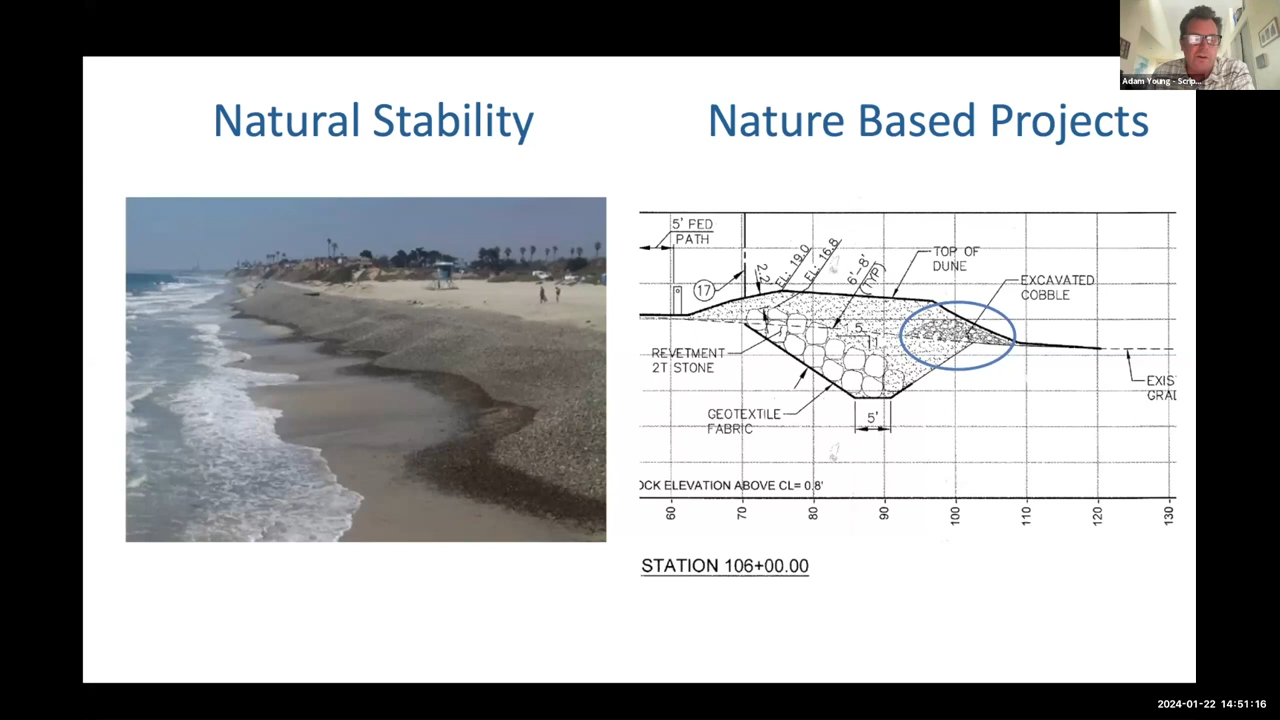 Adam Young - Scrip...
Natural Stability
Nature Based Projects
5' PED
PATH
17
2.2'
EL: 19.0
EL: 16.8
6'-8'
(TYP)
TOP OF
DUNE
EXCAVATED
COBBLE
5
11
REVETMENT
2T STONE
GEOTEXTILE
FABRIC
5'
EXIS
GRAD
OCK ELEVATION ABOVE CL= 0.8'
60 70 80 90 100 110 120 130
STATION 106+00.00
2024-01-22 14:51:16